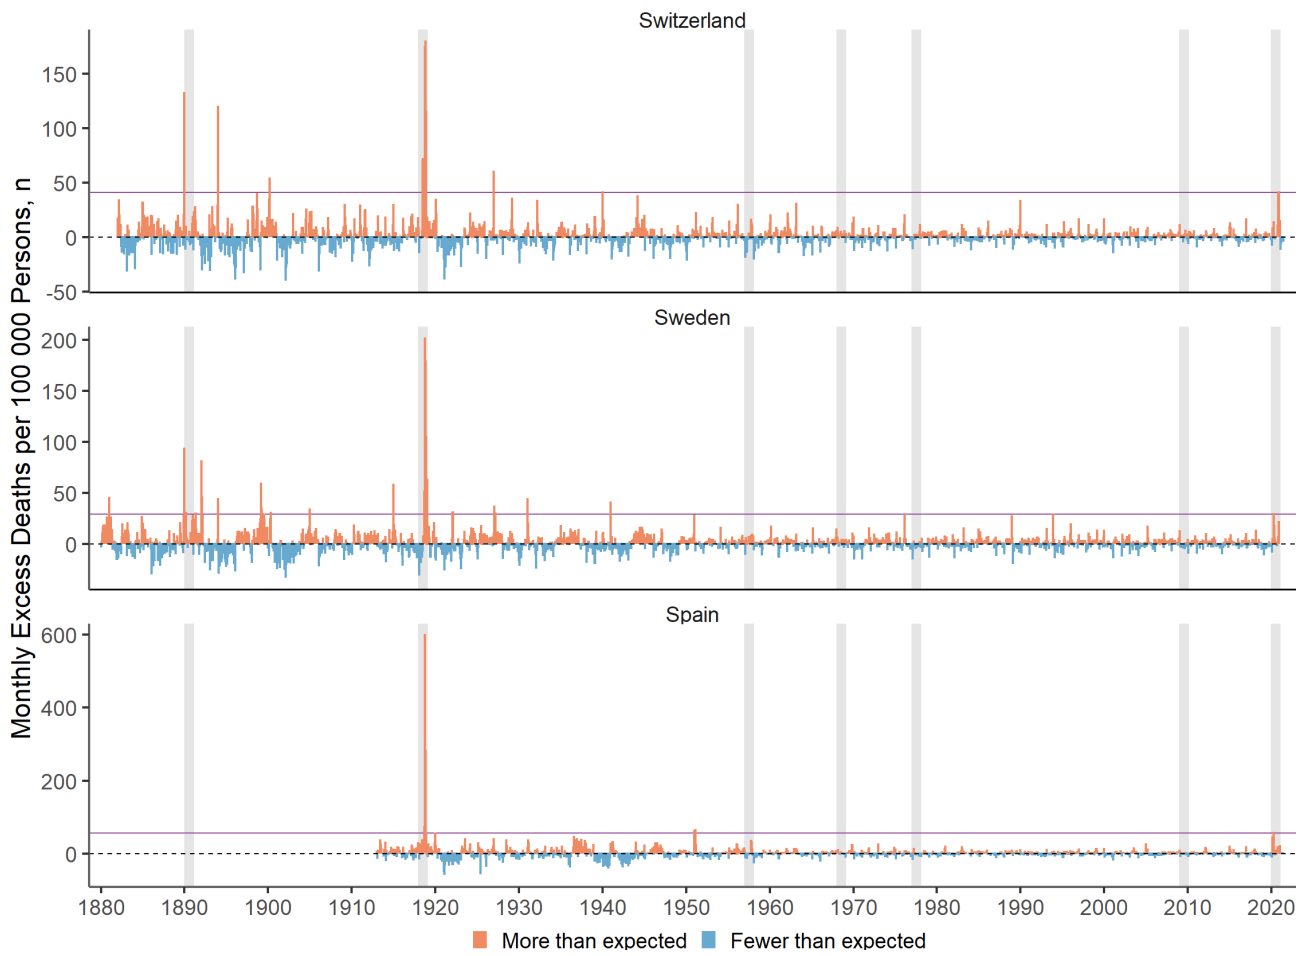 Switzerland
150
100
50
0
-50
Sweden
200
150
100
50
0
Spain
600
400
200
0
Monthly Excess Deaths per 100 000 Persons, n
1880 1890 1900 1910 1920 1930 1940 1950 1960 1970 1980 1990 2000 2010 2020
More than expected Fewer than expected